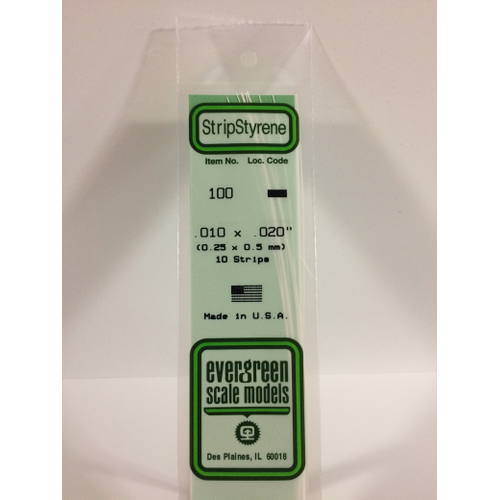 StripStyrene
Item No. Loc. Code
100
.010 x .020"
(0.25 x 0.5 mm)
10 Strips
Made in U.S.A.
evergreen
scale models
Des Plaines, IL 60018